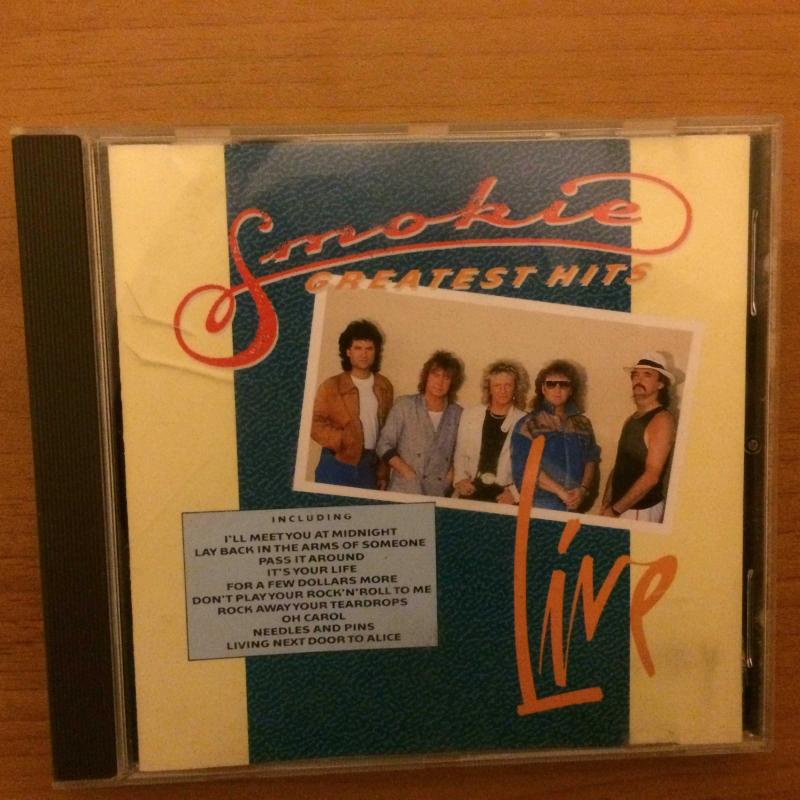 Smokie
GREATEST HITS
INCLUDING
I'LL MEET YOU AT MIDNIGHT
LAY BACK IN THE ARMS OF SOMEONE
PASS IT AROUND
IT'S YOUR LIFE
FOR A FEW DOLLARS MORE
DON'T PLAY YOUR ROCK'N'ROLL TO ME
ROCK AWAY YOUR TEARDROPS
OH CAROL
NEEDLES AND PINS
LIVING NEXT DOOR TO ALICE
Live